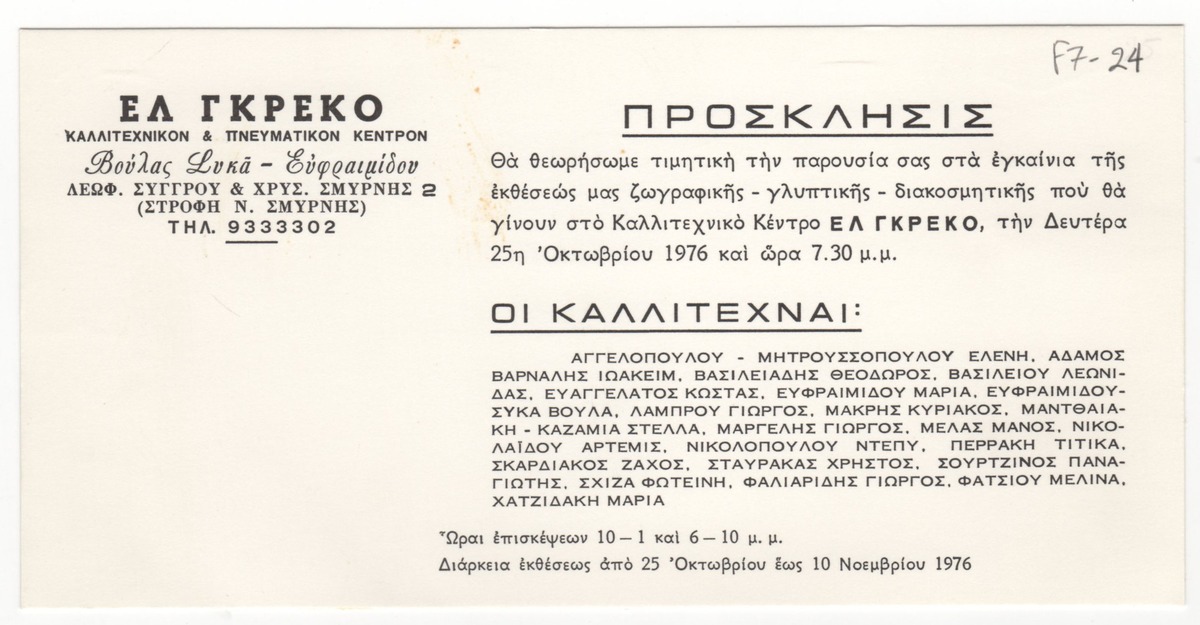 F7-24
ΕΛ ΓΚΡΕΚΟ
ΚΑΛΛΙΤΕΧΝΙΚΟΝ & ΠΝΕΥΜΑΤΙΚΟΝ ΚΕΝΤΡΟΝ
Βούλας Συκᾶ - Εὐφραιμίδου
ΛΕΩΦ. ΣΥΓΓΡΟΥ & ΧΡΥΣ. ΣΜΥΡΝΗΣ 2
(ΣΤΡΟΦΗ Ν. ΣΜΥΡΝΗΣ)
ΤΗΛ. 9333302
ΠΡΟΣΚΛΗΣΙΣ
Θὰ θεωρήσωμε τιμητικὴ τὴν παρουσία σας στὰ ἐγκαίνια τῆς
ἐκθέσεώς μας ζωγραφικῆς - γλυπτικῆς - διακοσμητικῆς ποὺ θὰ
γίνουν στὸ Καλλιτεχνικὸ Κέντρο ΕΛ ΓΚΡΕΚΟ, τὴν Δευτέρα
25η Ὀκτωβρίου 1976 καὶ ὥρα 7.30 μ.μ.
ΟΙ ΚΑΛΛΙΤΕΧΝΑΙ:
ΑΓΓΕΛΟΠΟΥΛΟΥ - ΜΗΤΡΟΥΣΣΟΠΟΥΛΟΥ ΕΛΕΝΗ, ΑΔΑΜΟΣ
ΒΑΡΝΑΛΗΣ ΙΩΑΚΕΙΜ, ΒΑΣΙΛΕΙΑΔΗΣ ΘΕΟΔΩΡΟΣ, ΒΑΣΙΛΕΙΟΥ ΛΕΩΝΙ-
ΔΑΣ, ΕΥΑΓΓΕΛΑΤΟΣ ΚΩΣΤΑΣ, ΕΥΦΡΑΙΜΙΔΟΥ ΜΑΡΙΑ, ΕΥΦΡΑΙΜΙΔΟΥ-
ΣΥΚΑ ΒΟΥΛΑ, ΛΑΜΠΡΟΥ ΓΙΩΡΓΟΣ, ΜΑΚΡΗΣ ΚΥΡΙΑΚΟΣ, ΜΑΝΤΘΑΙΑ-
ΚΗ - ΚΑΖΑΜΙΑ ΣΤΕΛΛΑ, ΜΑΡΓΕΛΗΣ ΓΙΩΡΓΟΣ, ΜΕΛΑΣ ΜΑΝΟΣ, ΝΙΚΟ-
ΛΑΪΔΟΥ ΑΡΤΕΜΙΣ, ΝΙΚΟΛΟΠΟΥΛΟΥ ΝΤΕΠΥ, ΠΕΡΡΑΚΗ ΤΙΤΙΚΑ,
ΣΚΑΡΔΙΑΚΟΣ ΖΑΧΟΣ, ΣΤΑΥΡΑΚΑΣ ΧΡΗΣΤΟΣ, ΣΟΥΡΤΖΙΝΟΣ ΠΑΝΑ-
ΓΙΩΤΗΣ, ΣΧΙΖΑ ΦΩΤΕΙΝΗ, ΦΑΛΙΑΡΙΔΗΣ ΓΙΩΡΓΟΣ, ΦΑΤΣΙΟΥ ΜΕΛΙΝΑ,
ΧΑΤΖΙΔΑΚΗ ΜΑΡΙΑ
Ὧραι ἐπισκέψεων 10 – 1 καὶ 6 – 10 μ. μ.
Διάρκεια ἐκθέσεως ἀπὸ 25 Ὀκτωβρίου ἕως 10 Νοεμβρίου 1976